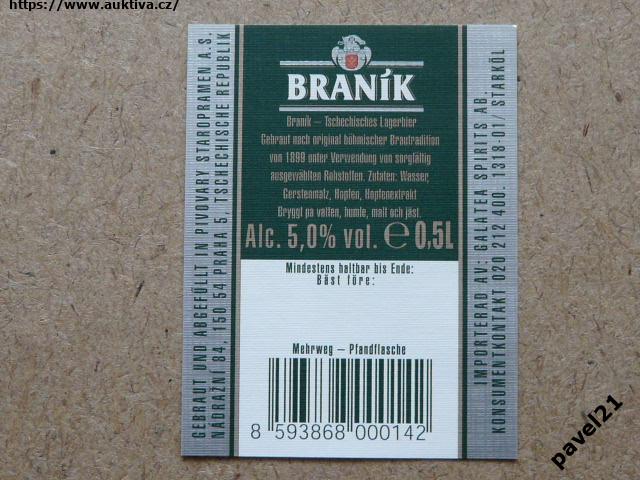 https://www.auktiva.cz/
BRANÍK
Braník – Tschechisches Lagerbier
Gebraut nach original böhmischer Brautradition
von 1899 unter Verwendung von sorgfältig
ausgewählten Rohstoffen. Zutaten: Wasser,
Gerstenmalz, Hopfen, Hopfenextrakt
Bryggt pa vatten, humle, malt och jäst.
Alc. 5,0% vol. e 0,5L
Mindestens haltbar bis Ende:
Bäst före:
Mehrweg – Pfandflasche
8 593868 000142
GEBRAUT UND ABGEFÜLLT IN PIVOVARY STAROPRAMEN A.S.
NÁDRAŽNÍ 84, 150 54 PRAHA 5, TSCHECHISCHE REPUBLIK
IMPORTERAD AV: GALATEA SPIRITS AB.
KONSUMENTKONTAKT 020 212 400. 1318-01/ STARKÖL
pavel21